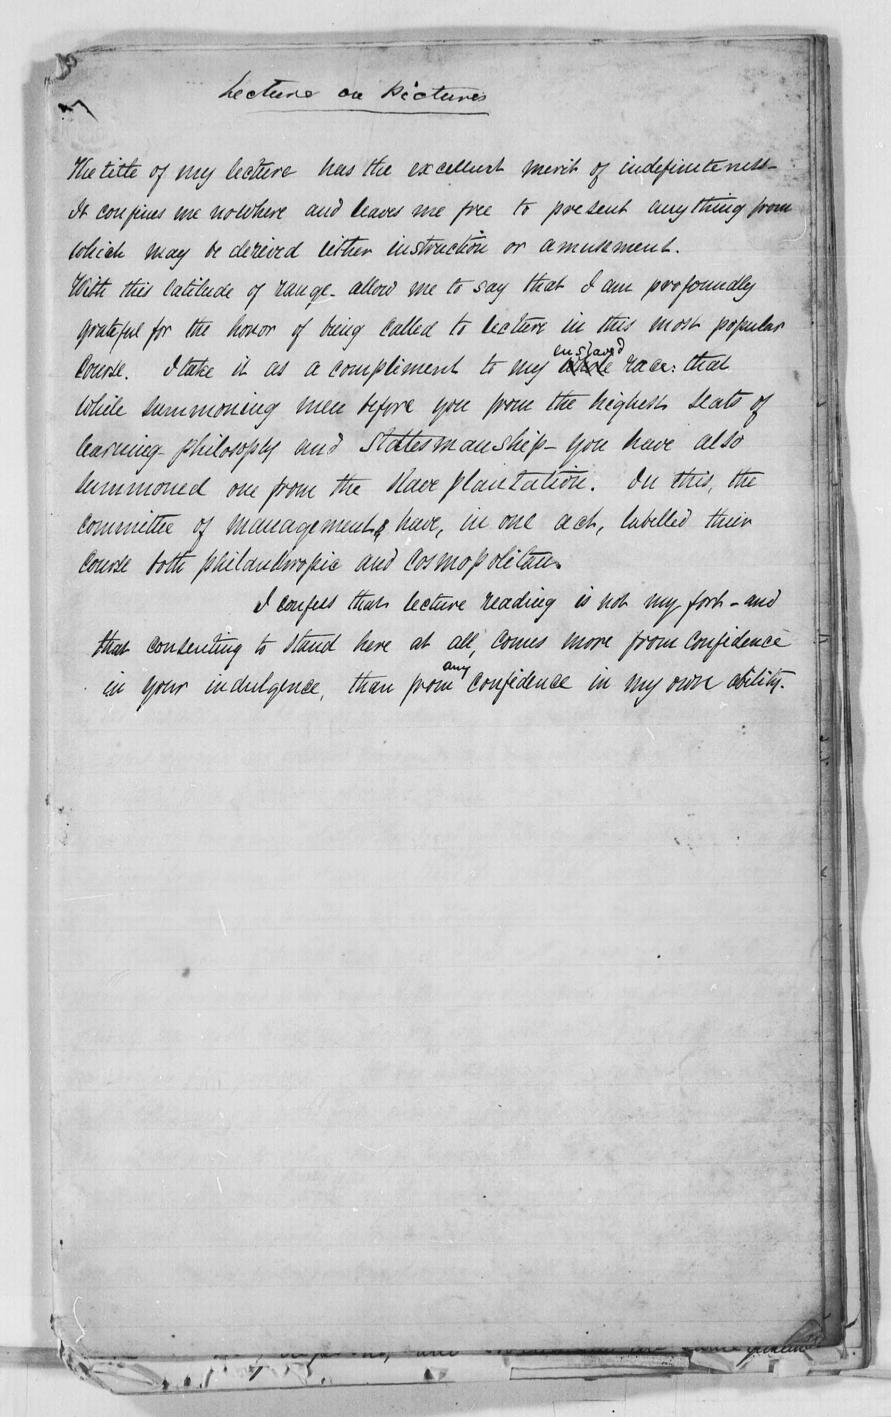 Lecture on Pictures
The title of my lecture has the excellent merit of indefiniteness-
It confines me nowhere and leaves me free to present anything from
which may be derived either instruction or amusement.
With this latitude of range- allow me to say that I am profoundly
grateful for the honor of being called to lecture in this most popular
Course. I take it as a compliment to my enslaved race: that
while summoning men before you from the highest seats of
learning- philosophy and Statesmanship- you have also
summoned one from the slave plantation. In this, the
committee of management, have, in one act, labelled their
course both philanthropic and Cosmopolitan.
I confess that lecture reading is not my fort - and
that consenting to stand here at all, comes more from confidence
in your indulgence, than from any confidence in my own ability.